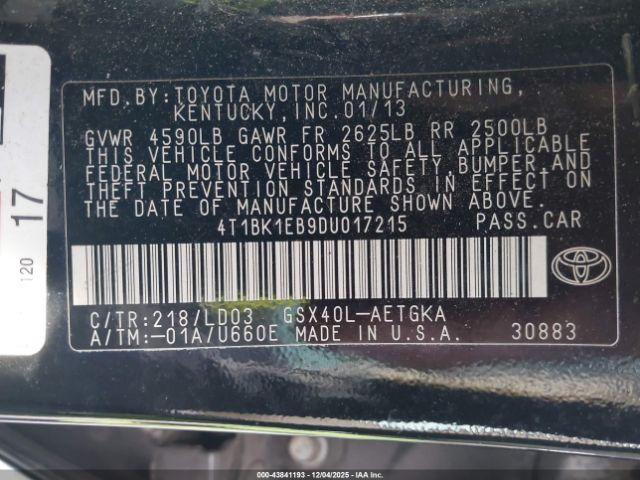 MFD.BY:TOYOTA MOTOR MANUFACTURING,
KENTUCKY,INC.01/13
GVWR 4590LB GAWR FR 2625LB RR 2500LB
THIS VEHICLE CONFORMS TO ALL APPLICABLE
FEDERAL MOTOR VEHICLE SAFETY,BUMPER,AND
THEFT PREVENTION STANDARDS IN EFFECT ON
THE DATE OF MANUFACTURE SHOWN ABOVE.
4T1BK1EB9DU017215 PASS.CAR
C/TR:218/LD03 GSX40L-AETGKA
A/TM:-01A/U660E MADE IN U.S.A. 30883
17
120
000-43841193 - 12/04/2025 - IAAI.COM